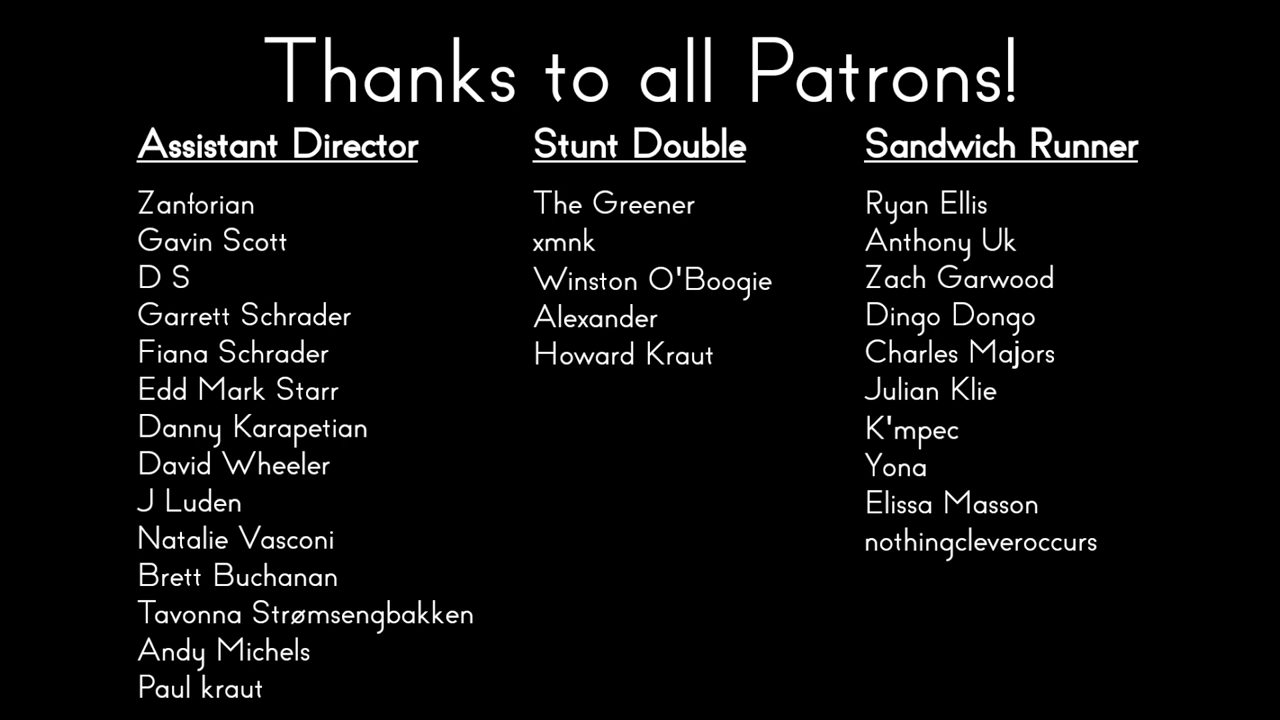 Thanks to all Patrons!
Assistant Director
Zanforian
Gavin Scott
D S
Garrett Schrader
Fiana Schrader
Edd Mark Starr
Danny Karapetian
David Wheeler
J Luden
Natalie Vasconi
Brett Buchanan
Tavonna Strømsengbakken
Andy Michels
Paul kraut
Stunt Double
The Greener
xmnk
Winston O'Boogie
Alexander
Howard Kraut
Sandwich Runner
Ryan Ellis
Anthony Uk
Zach Garwood
Dingo Dongo
Charles Majors
Julian Klie
K'mpec
Yona
Elissa Masson
nothingcleveroccurs